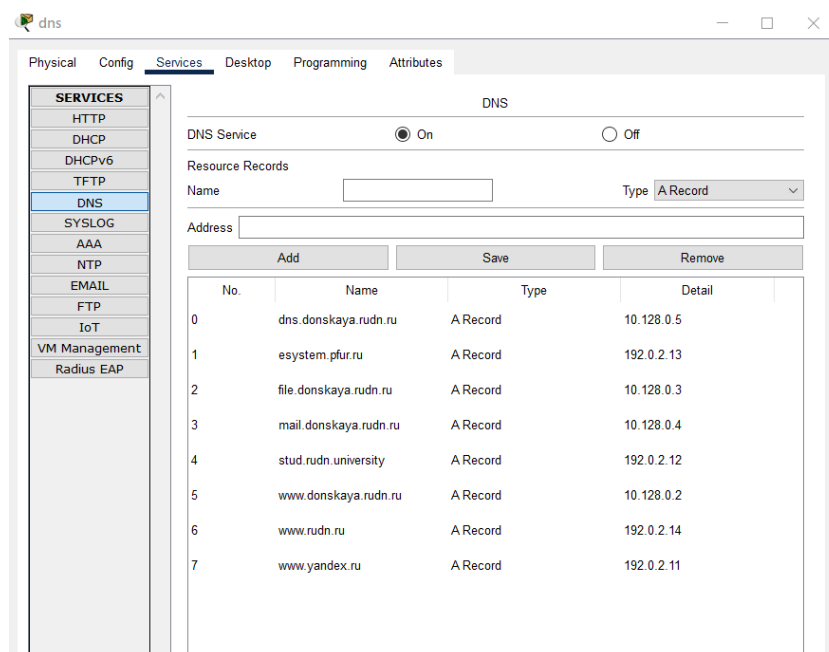 dns
Physical Config Services Desktop Programming Attributes
SERVICES
HTTP
DHCP
DHCPv6
TFTP
DNS
SYSLOG
AAA
NTP
EMAIL
FTP
IoT
VM Management
Radius EAP
DNS
DNS Service On Off
Resource Records
Name Type A Record
Address
Add Save Remove
No. Name Type Detail
0 dns.donskaya.rudn.ru A Record 10.128.0.5
1 esystem.pfur.ru A Record 192.0.2.13
2 file.donskaya.rudn.ru A Record 10.128.0.3
3 mail.donskaya.rudn.ru A Record 10.128.0.4
4 stud.rudn.university A Record 192.0.2.12
5 www.donskaya.rudn.ru A Record 10.128.0.2
6 www.rudn.ru A Record 192.0.2.14
7 www.yandex.ru A Record 192.0.2.11